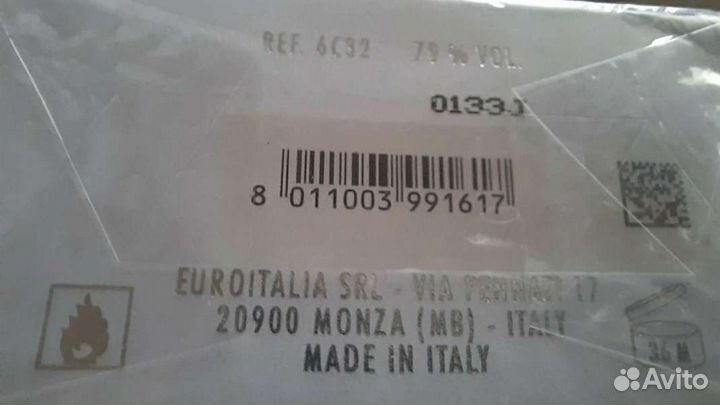 REF. 6C32 79 % VOL.
0133J
8 011003 991617
EUROITALIA SRL - VIA 17
20900 MONZA (MB) - ITALY
MADE IN ITALY
36 M
Avito